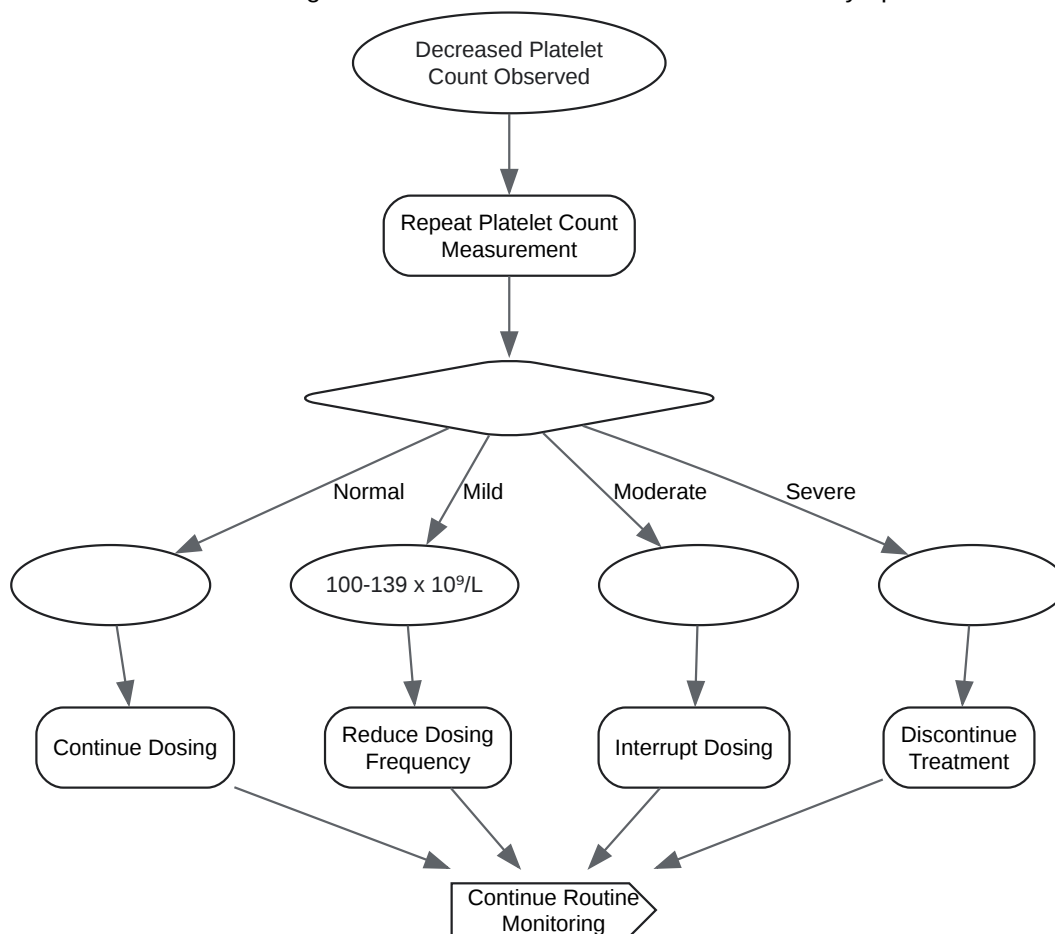 Decreased Platelet
Count Observed
Repeat Platelet Count
Measurement
Normal
Mild
Moderate
Severe
100-139 x 10⁹/L
Continue Dosing
Reduce Dosing
Frequency
Interrupt Dosing
Discontinue
Treatment
Continue Routine
Monitoring